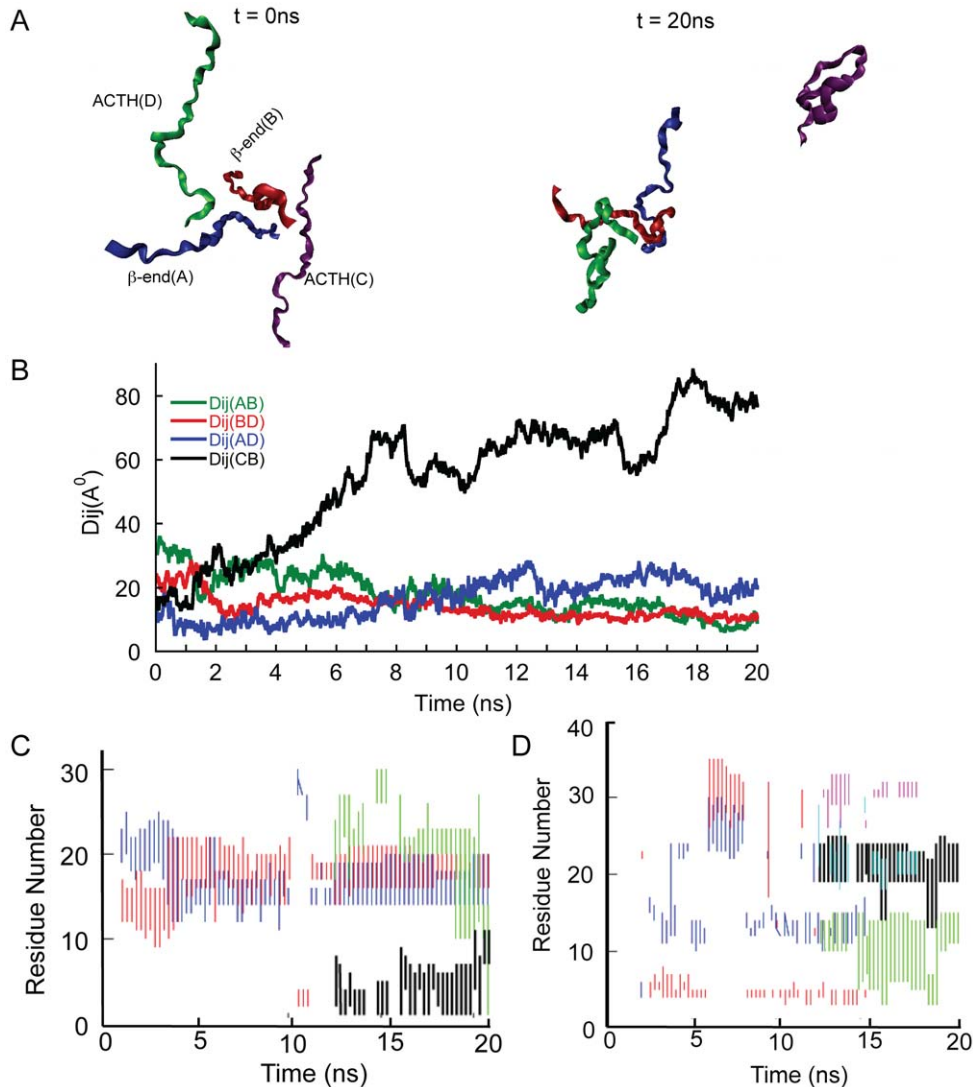 A
t = 0ns
t = 20ns
ACTH(D)
β-end(B)
β-end(A)
ACTH(C)
B
Dij(A⁰)
80
60
40
20
0
Dij(AB)
Dij(BD)
Dij(AD)
Dij(CB)
0 2 4 6 8 10 12 14 16 18 20
Time (ns)
C
Residue Number
30
20
10
0
0 5 10 15 20
Time (ns)
D
Residue Number
40
30
20
10
0
0 5 10 15 20
Time (ns)